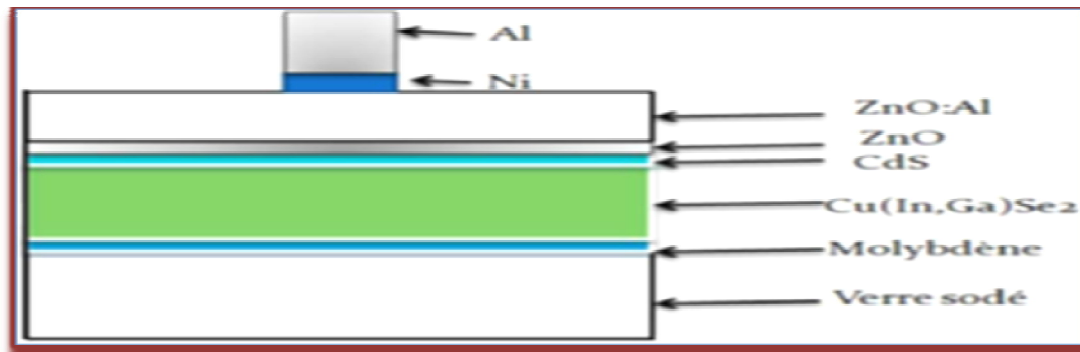 Al
Ni
ZnO:Al
ZnO
CdS
Cu(In,Ga)Se2
Molybdène
Verre sodé